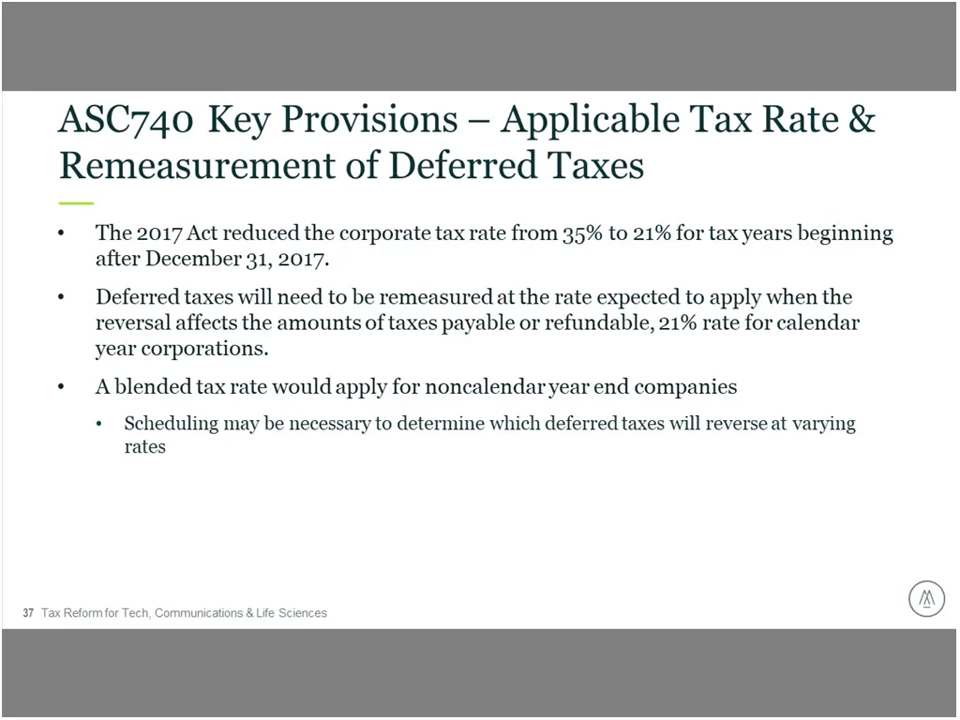 ASC740 Key Provisions – Applicable Tax Rate &
Remeasurement of Deferred Taxes
• The 2017 Act reduced the corporate tax rate from 35% to 21% for tax years beginning
after December 31, 2017.
• Deferred taxes will need to be remeasured at the rate expected to apply when the
reversal affects the amounts of taxes payable or refundable, 21% rate for calendar
year corporations.
• A blended tax rate would apply for noncalendar year end companies
• Scheduling may be necessary to determine which deferred taxes will reverse at varying
rates
37 Tax Reform for Tech, Communications & Life Sciences